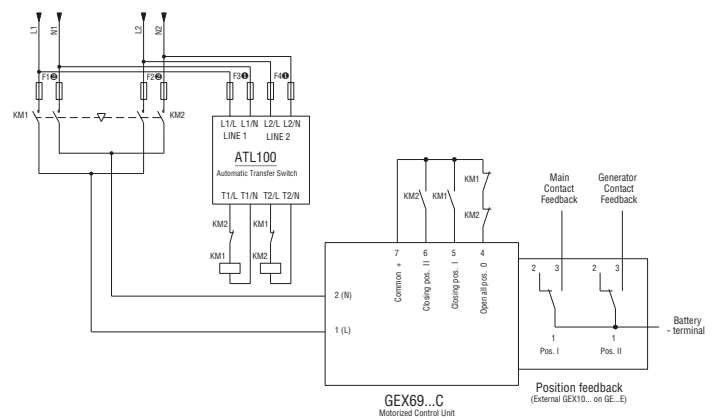 L1
N1
L2
N2
F1❷
F2❷
F3❶
F4❶
KM1
KM2
L1/L L1/N L2/L L2/N
LINE 1 LINE 2
ATL100
Automatic Transfer Switch
T1/L T1/N T2/L T2/N
KM2
KM1
KM1
KM2
KM2
KM1
KM1
KM2
7
6
5
4
Common +
Closing pos. II
Closing pos. I
Open all pos. 0
2 (N)
1 (L)
GEX69...C
Motorized Control Unit
Main
Contact
Feedback
Generator
Contact
Feedback
2 3
2 3
1
Pos. I
1
Pos. II
Battery
- terminal
Position feedback
(External GEX10... on GE...E)